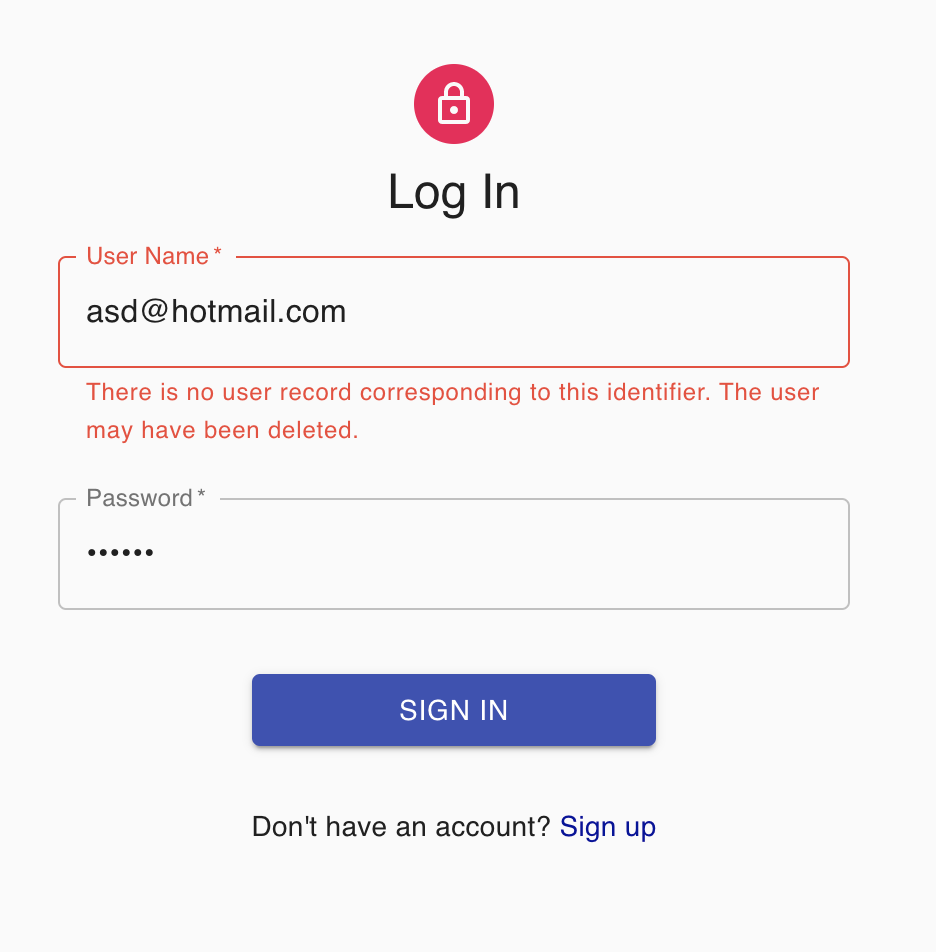 Log In
User Name *
asd@hotmail.com
There is no user record corresponding to this identifier. The user
may have been deleted.
Password *
••••••
SIGN IN
Don't have an account? Sign up